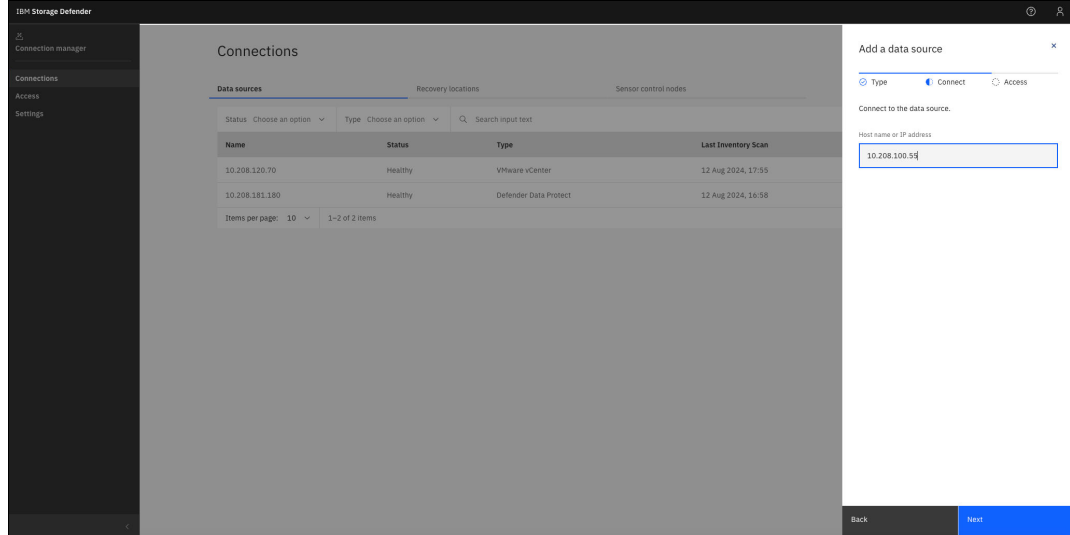 IBM Storage Defender
Connection manager
Connections
Access
Settings
Connections
Data sources Recovery locations Sensor control nodes
Status Choose an option Type Choose an option Search input text
Name Status Type Last Inventory Scan
10.208.120.70 Healthy VMware vCenter 12 Aug 2024, 17:55
10.208.181.180 Healthy Defender Data Protect 12 Aug 2024, 16:58
Items per page: 10 1–2 of 2 items
Add a data source
Type Connect Access
Connect to the data source.
Host name or IP address
10.208.100.55
Back Next